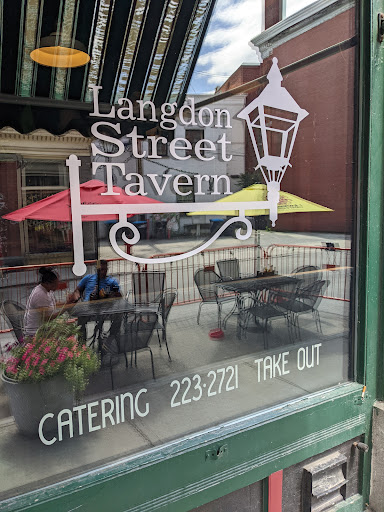 Langdon
Street
Tavern
CATERING 223•2721 TAKE OUT